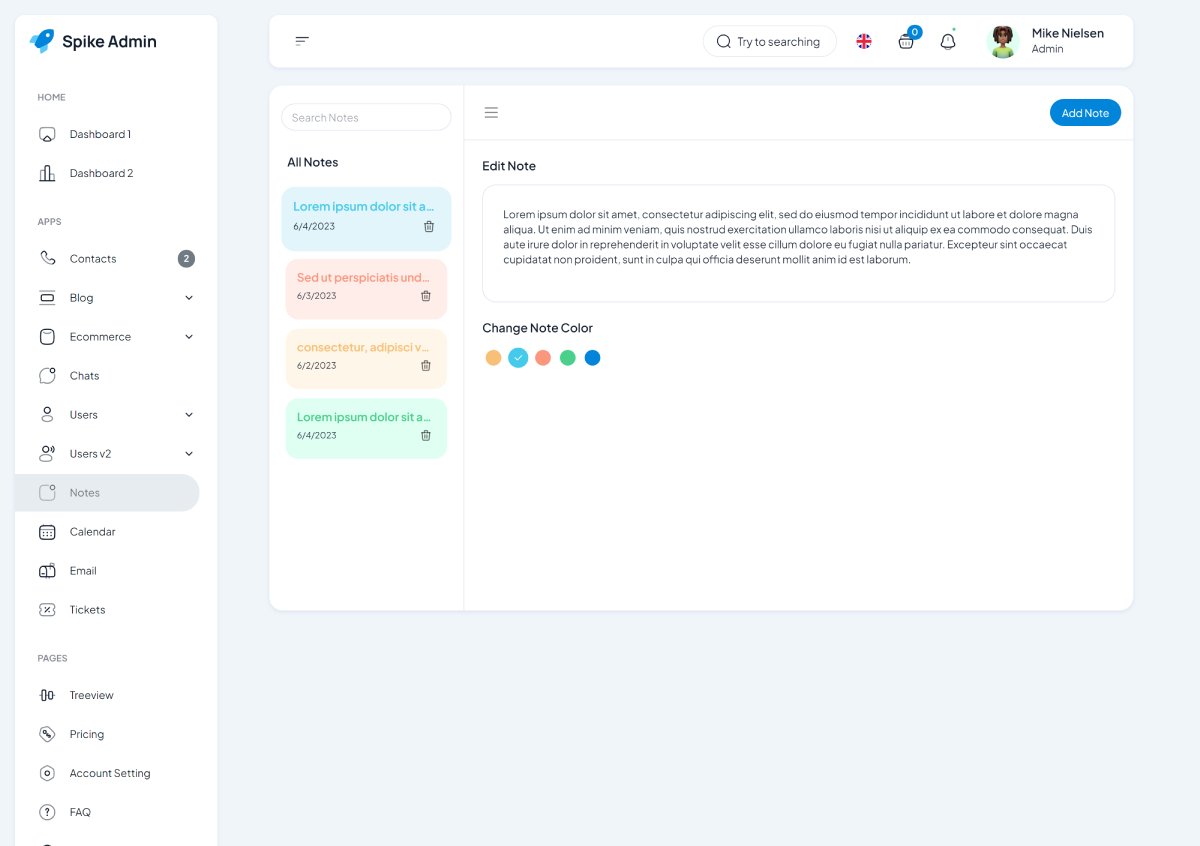 Spike Admin
HOME
Dashboard 1
Dashboard 2
APPS
Contacts
2
Blog
Ecommerce
Chats
Users
Users v2
Notes
Calendar
Email
Tickets
PAGES
Treeview
Pricing
Account Setting
FAQ
Try to searching
0
Mike Nielsen
Admin
Search Notes
All Notes
Lorem ipsum dolor sit a...
6/4/2023
Sed ut perspiciatis und...
6/3/2023
consectetur, adipisci v...
6/2/2023
Lorem ipsum dolor sit a...
6/4/2023
Add Note
Edit Note
Lorem ipsum dolor sit amet, consectetur adipiscing elit, sed do eiusmod tempor incididunt ut labore et dolore magna
aliqua. Ut enim ad minim veniam, quis nostrud exercitation ullamco laboris nisi ut aliquip ex ea commodo consequat. Duis
aute irure dolor in reprehenderit in voluptate velit esse cillum dolore eu fugiat nulla pariatur. Excepteur sint occaecat
cupidatat non proident, sunt in culpa qui officia deserunt mollit anim id est laborum.
Change Note Color